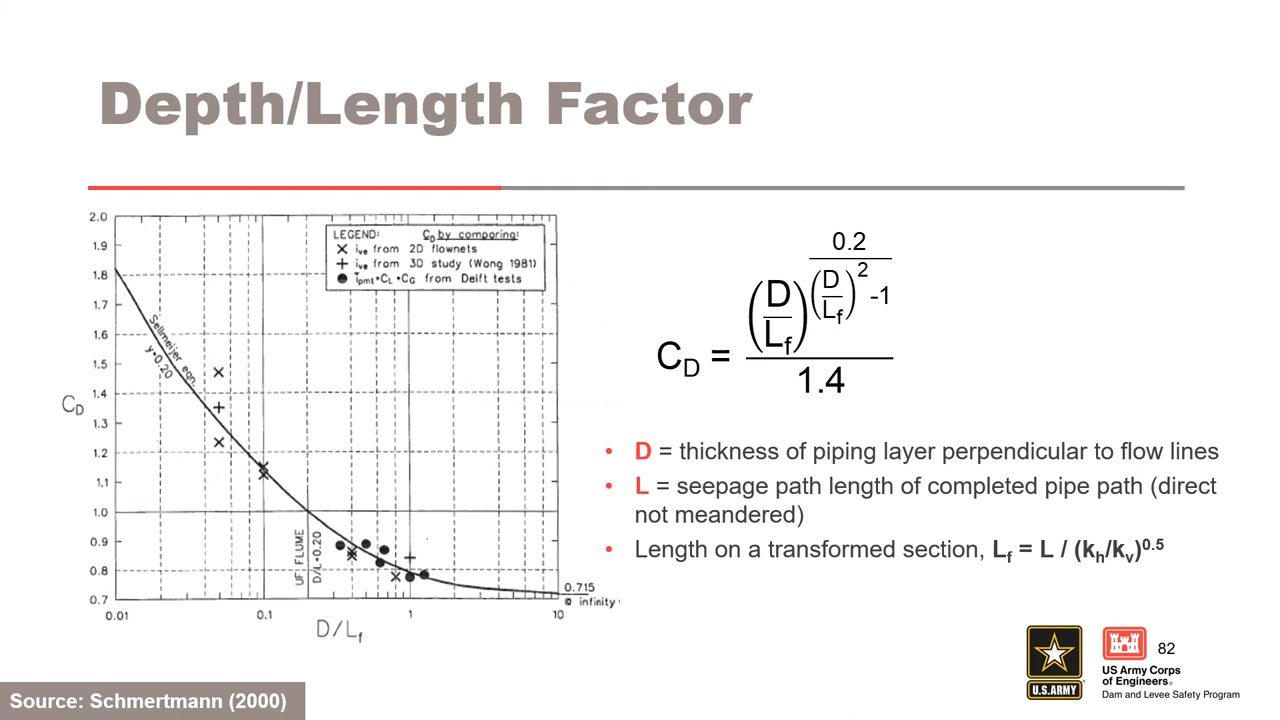 Depth/Length Factor
2.0
1.9
1.8
1.7
1.6
1.5
1.4
1.3
1.2
1.1
1.0
0.9
0.8
0.7
C_D
LEGEND: C_D by comparing:
× i_ve from 2D flownets
+ i_ve from 3D study (Wong 1981)
● i_pmt•C_L•C_G from Delft tests
Sellmeijer eqn.
y•0.20
UF FLUME
D/L•0.20
0.715
@ infinity
0.01 0.1 1 10
D/L_f
C_D = (D/L_f)^(0.2/((D/L_f)^2 -1)) / 1.4
• D = thickness of piping layer perpendicular to flow lines
• L = seepage path length of completed pipe path (direct
not meandered)
• Length on a transformed section, L_f = L / (k_h/k_v)^0.5
U.S.ARMY
82
US Army Corps
of Engineers®
Dam and Levee Safety Program
Source: Schmertmann (2000)